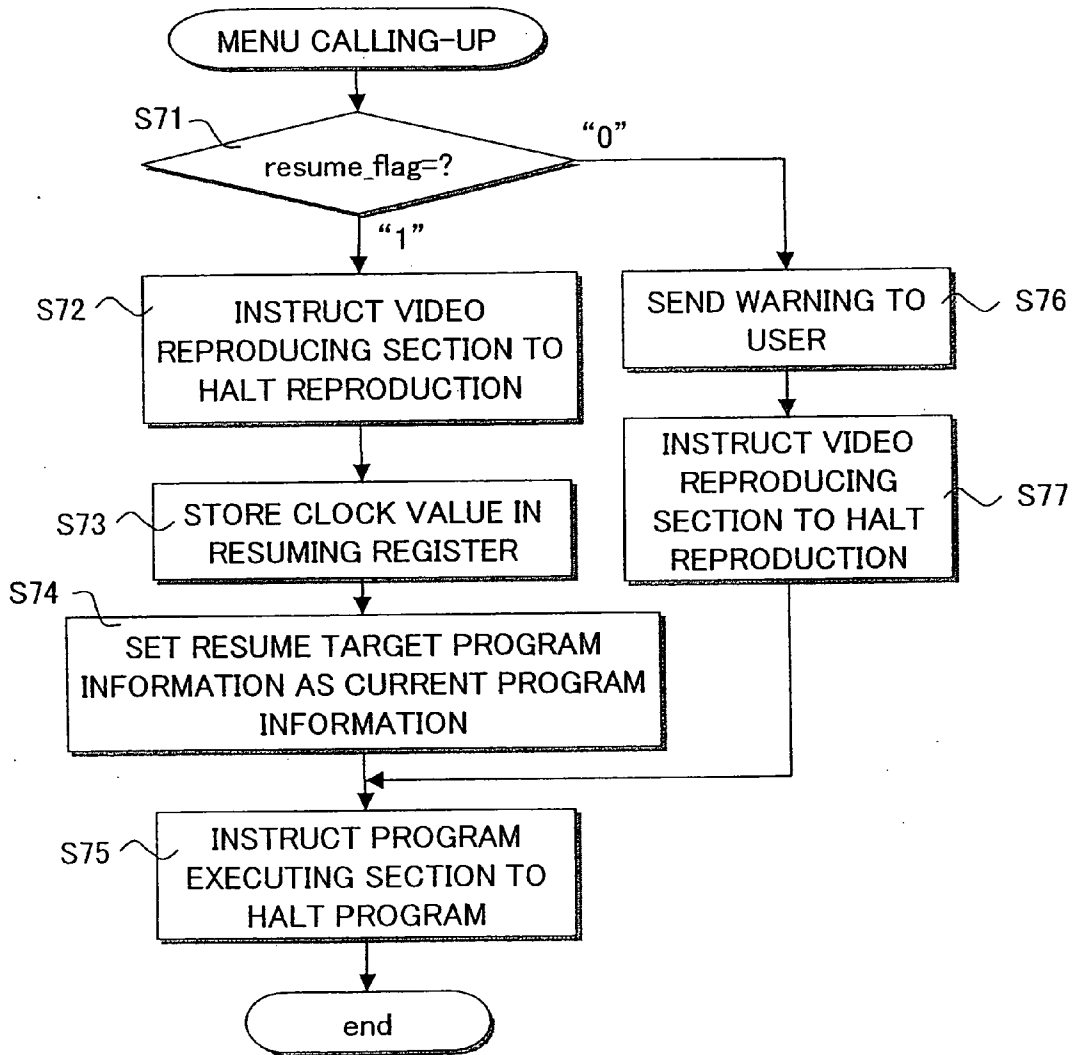 MENU CALLING-UP
S71
resume_flag=?
"0"
"1"
S72
INSTRUCT VIDEO
REPRODUCING SECTION TO
HALT REPRODUCTION
SEND WARNING TO
USER
S76
S73
STORE CLOCK VALUE IN
RESUMING REGISTER
INSTRUCT VIDEO
REPRODUCING
SECTION TO HALT
REPRODUCTION
S77
S74
SET RESUME TARGET PROGRAM
INFORMATION AS CURRENT PROGRAM
INFORMATION
S75
INSTRUCT PROGRAM
EXECUTING SECTION TO
HALT PROGRAM
end